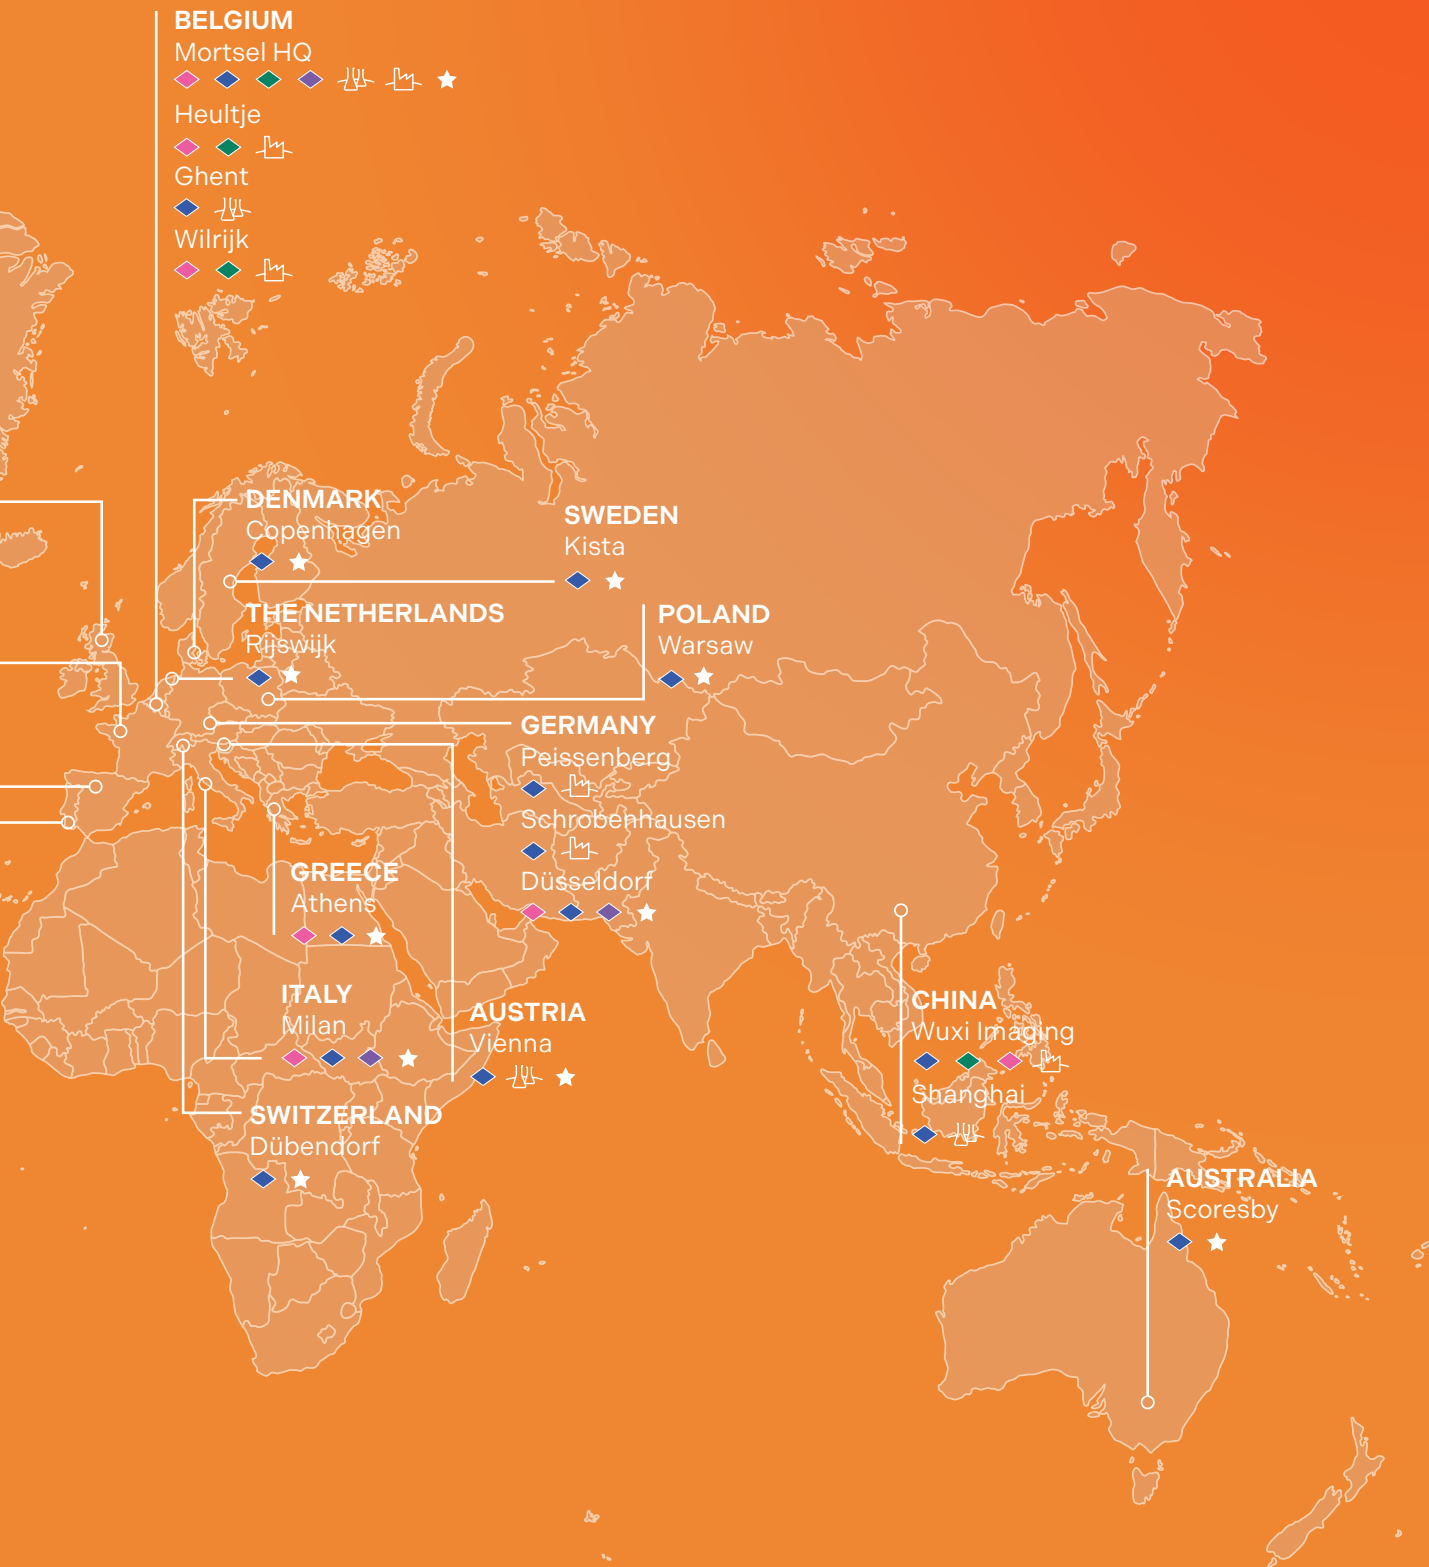 BELGIUM
Mortsel HQ
Heultje
Ghent
Wilrijk
DENMARK
Copenhagen
SWEDEN
Kista
THE NETHERLANDS
Rijswijk
POLAND
Warsaw
GERMANY
Peissenberg
Schrobenhausen
Düsseldorf
GREECE
Athens
ITALY
Milan
AUSTRIA
Vienna
SWITZERLAND
Dübendorf
CHINA
Wuxi Imaging
Shanghai
AUSTRALIA
Scoresby